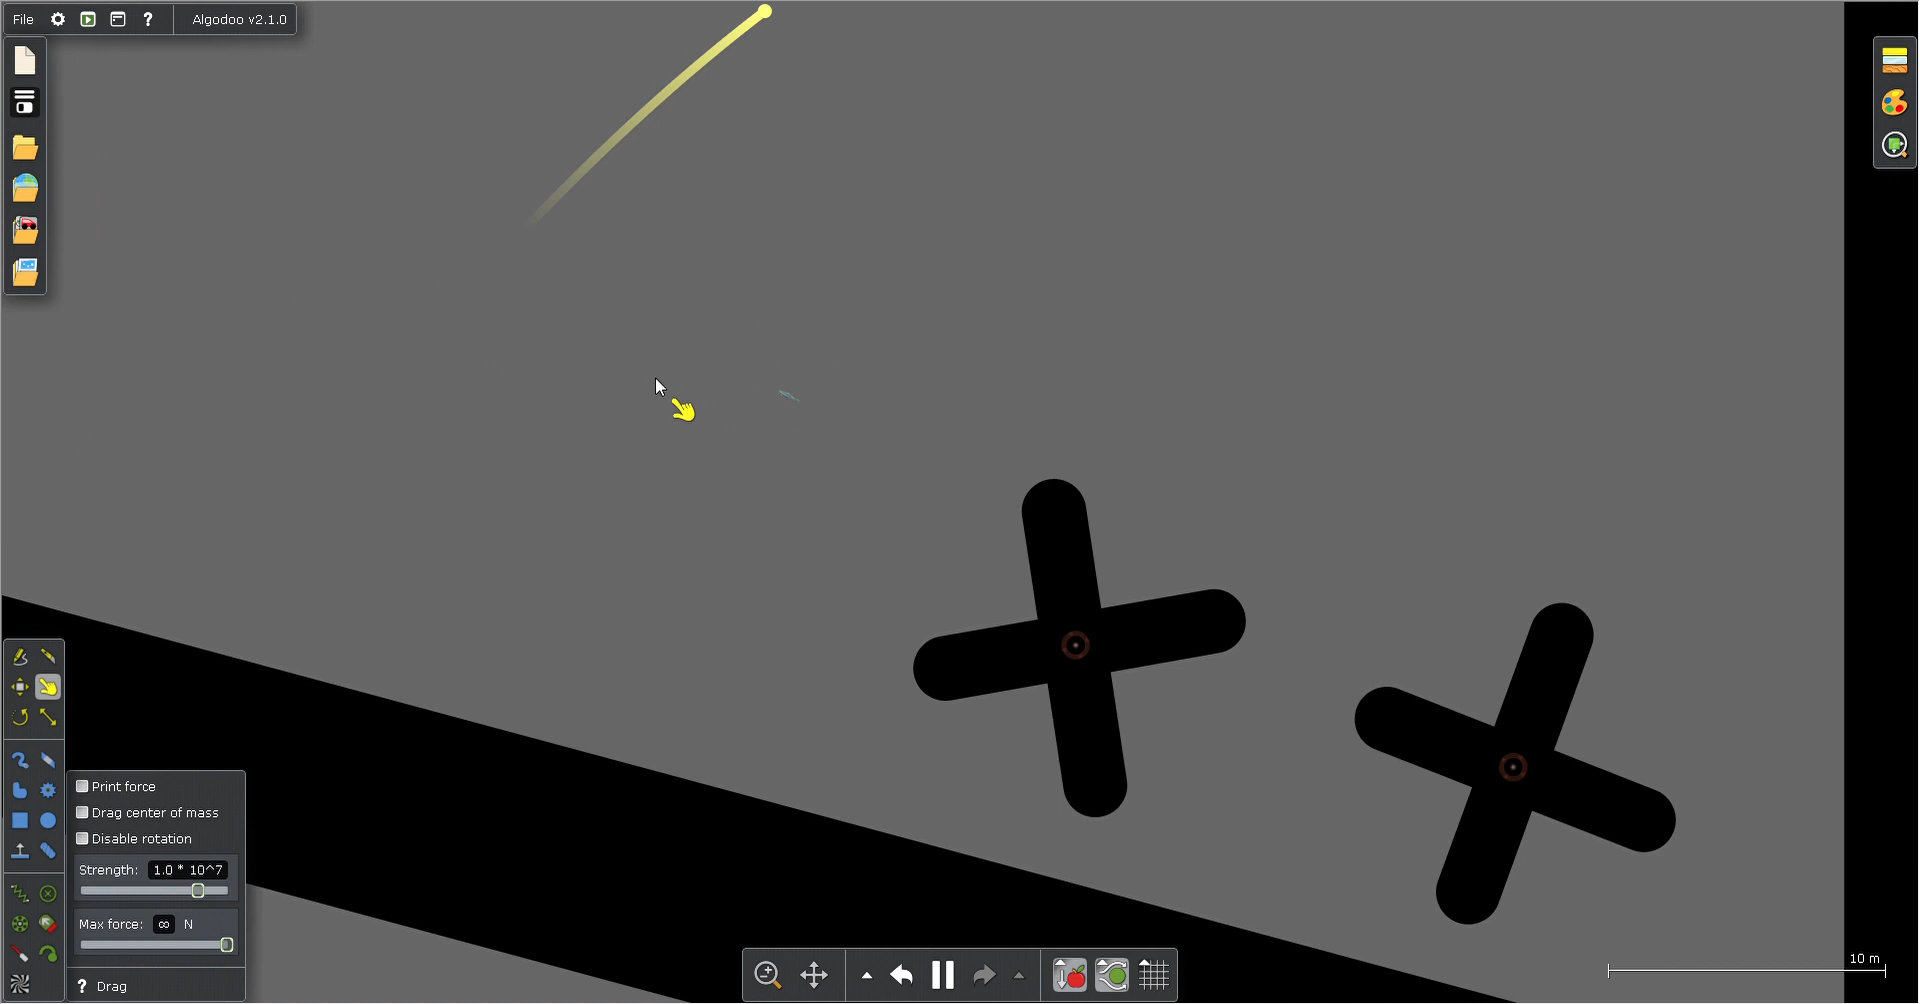 File ? Algodoo v2.1.0
Print force
Drag center of mass
Disable rotation
Strength: 1.0 * 10^7
Max force: ∞ N
? Drag
10 m